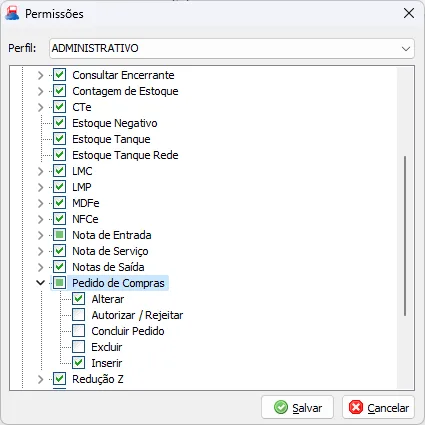 Permissões
Perfil: ADMINISTRATIVO
Consultar Encerrante
Contagem de Estoque
CTe
Estoque Negativo
Estoque Tanque
Estoque Tanque Rede
LMC
LMP
MDFe
NFCe
Nota de Entrada
Nota de Serviço
Notas de Saída
Pedido de Compras
Alterar
Autorizar / Rejeitar
Concluir Pedido
Excluir
Inserir
Redução Z
Salvar Cancelar